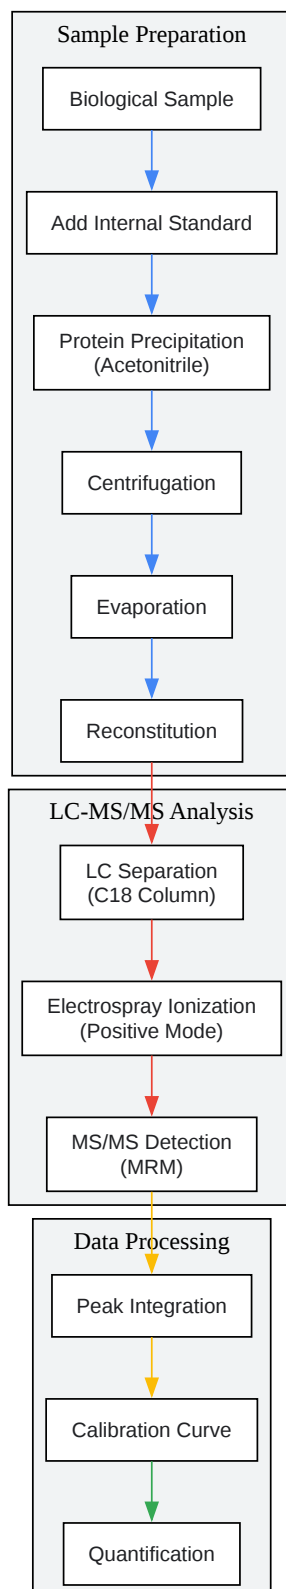 Sample Preparation
Biological Sample
Add Internal Standard
Protein Precipitation
(Acetonitrile)
Centrifugation
Evaporation
Reconstitution
LC-MS/MS Analysis
LC Separation
(C18 Column)
Electrospray Ionization
(Positive Mode)
MS/MS Detection
(MRM)
Data Processing
Peak Integration
Calibration Curve
Quantification